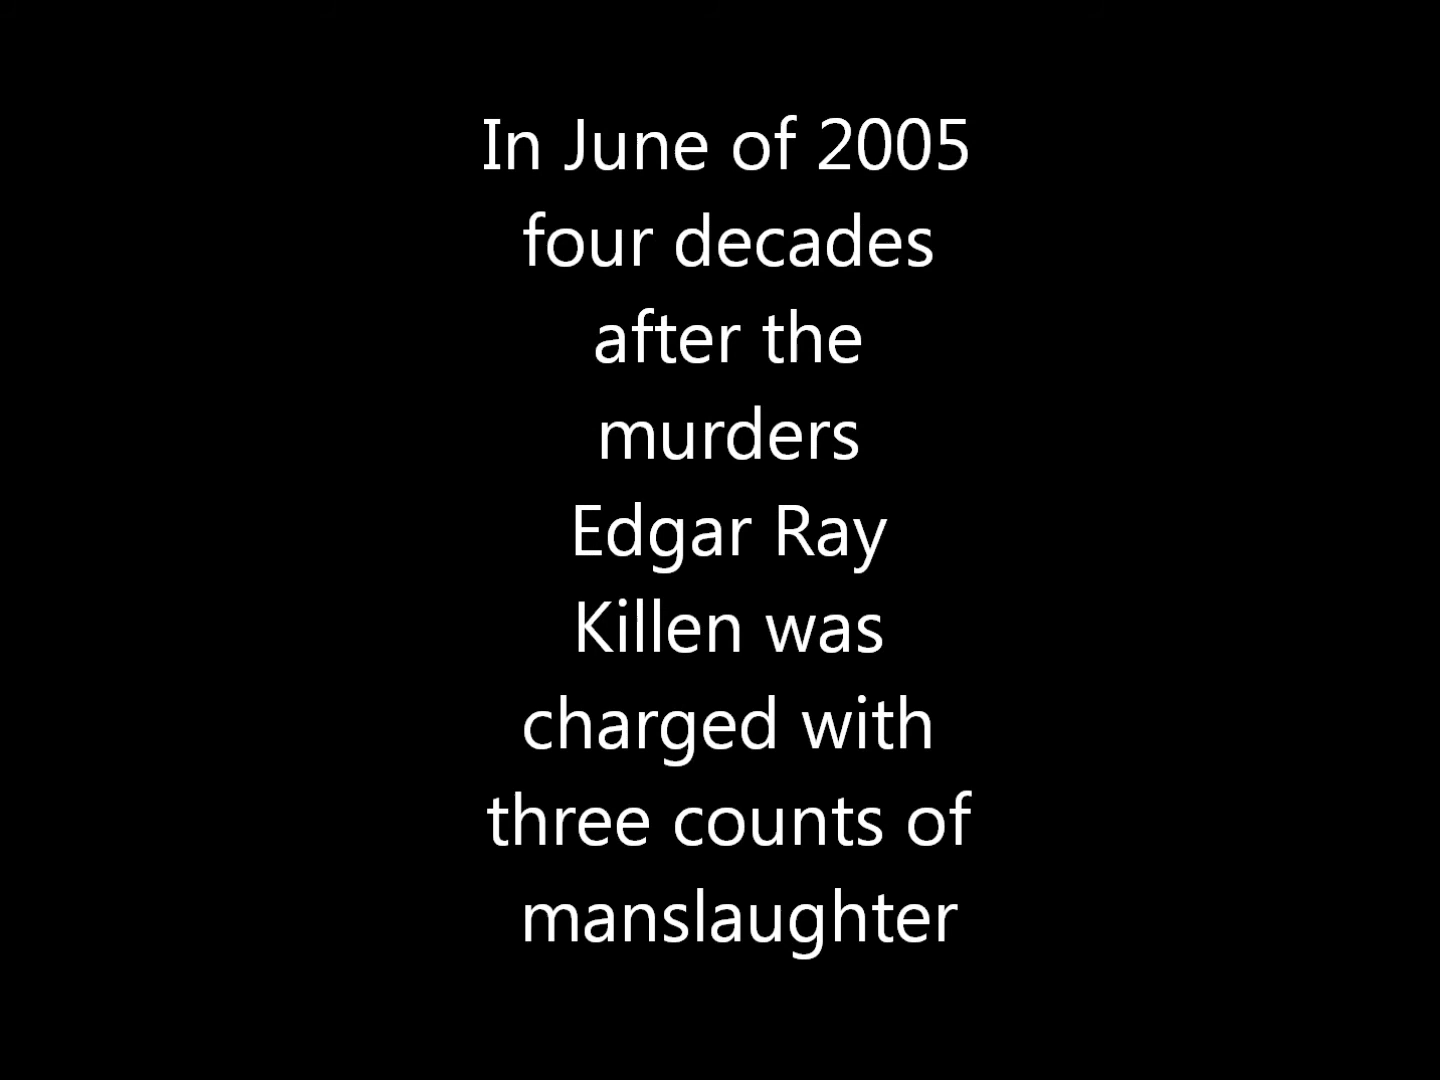 In June of 2005
four decades
after the
murders
Edgar Ray
Killen was
charged with
three counts of
manslaughter